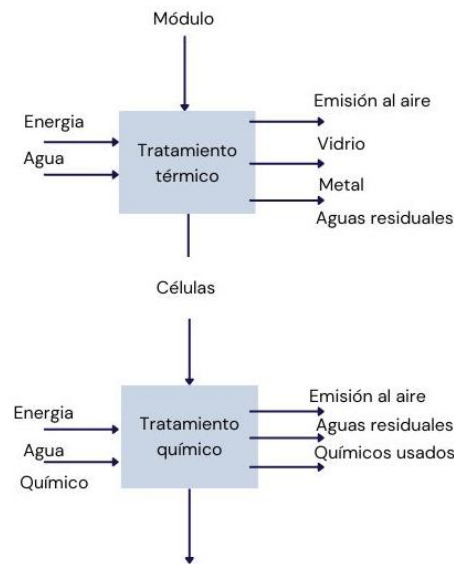 Módulo
Energia
Agua
Tratamiento
térmico
Emisión al aire
Vidrio
Metal
Aguas residuales
Células
Energia
Agua
Químico
Tratamiento
químico
Emisión al aire
Aguas residuales
Químicos usados